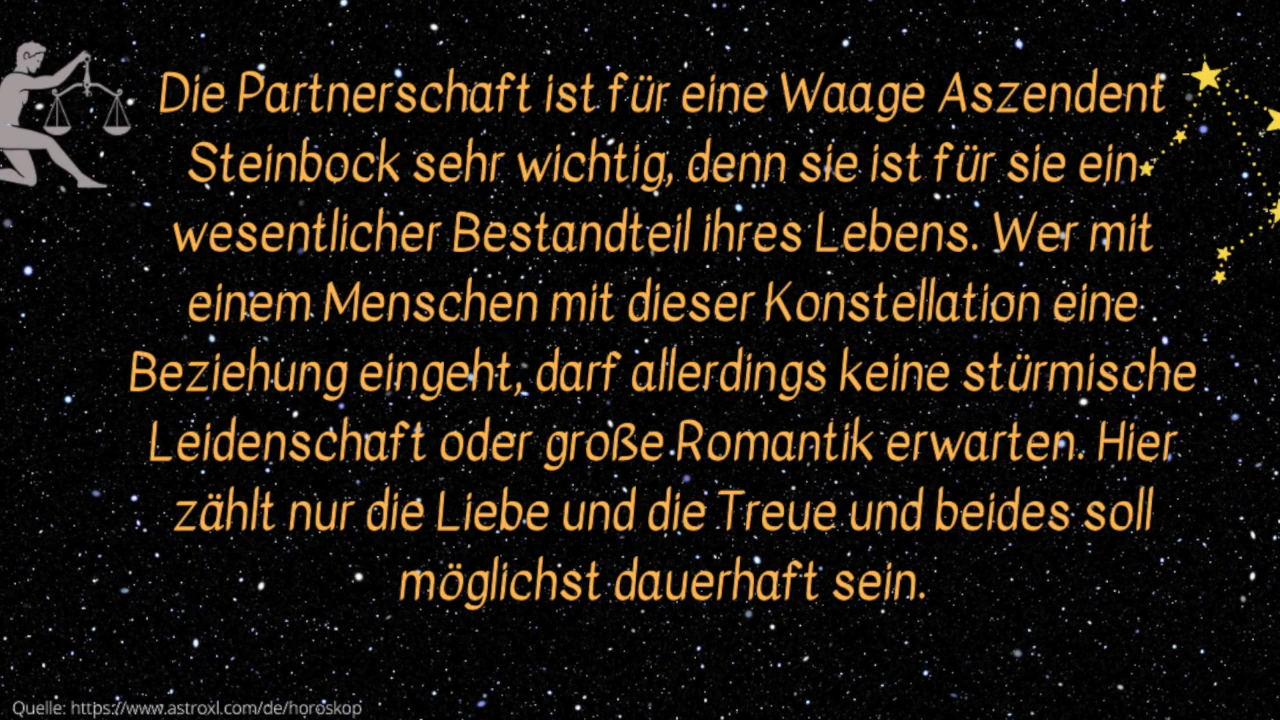 Die Partnerschaft ist für eine Waage Aszendent
Steinbock sehr wichtig, denn sie ist für sie ein
wesentlicher Bestandteil ihres Lebens. Wer mit
einem Menschen mit dieser Konstellation eine
Beziehung eingeht, darf allerdings keine stürmische
Leidenschaft oder große Romantik erwarten. Hier
zählt nur die Liebe und die Treue und beides soll
möglichst dauerhaft sein.
Quelle: https://www.astroxl.com/de/horoskop